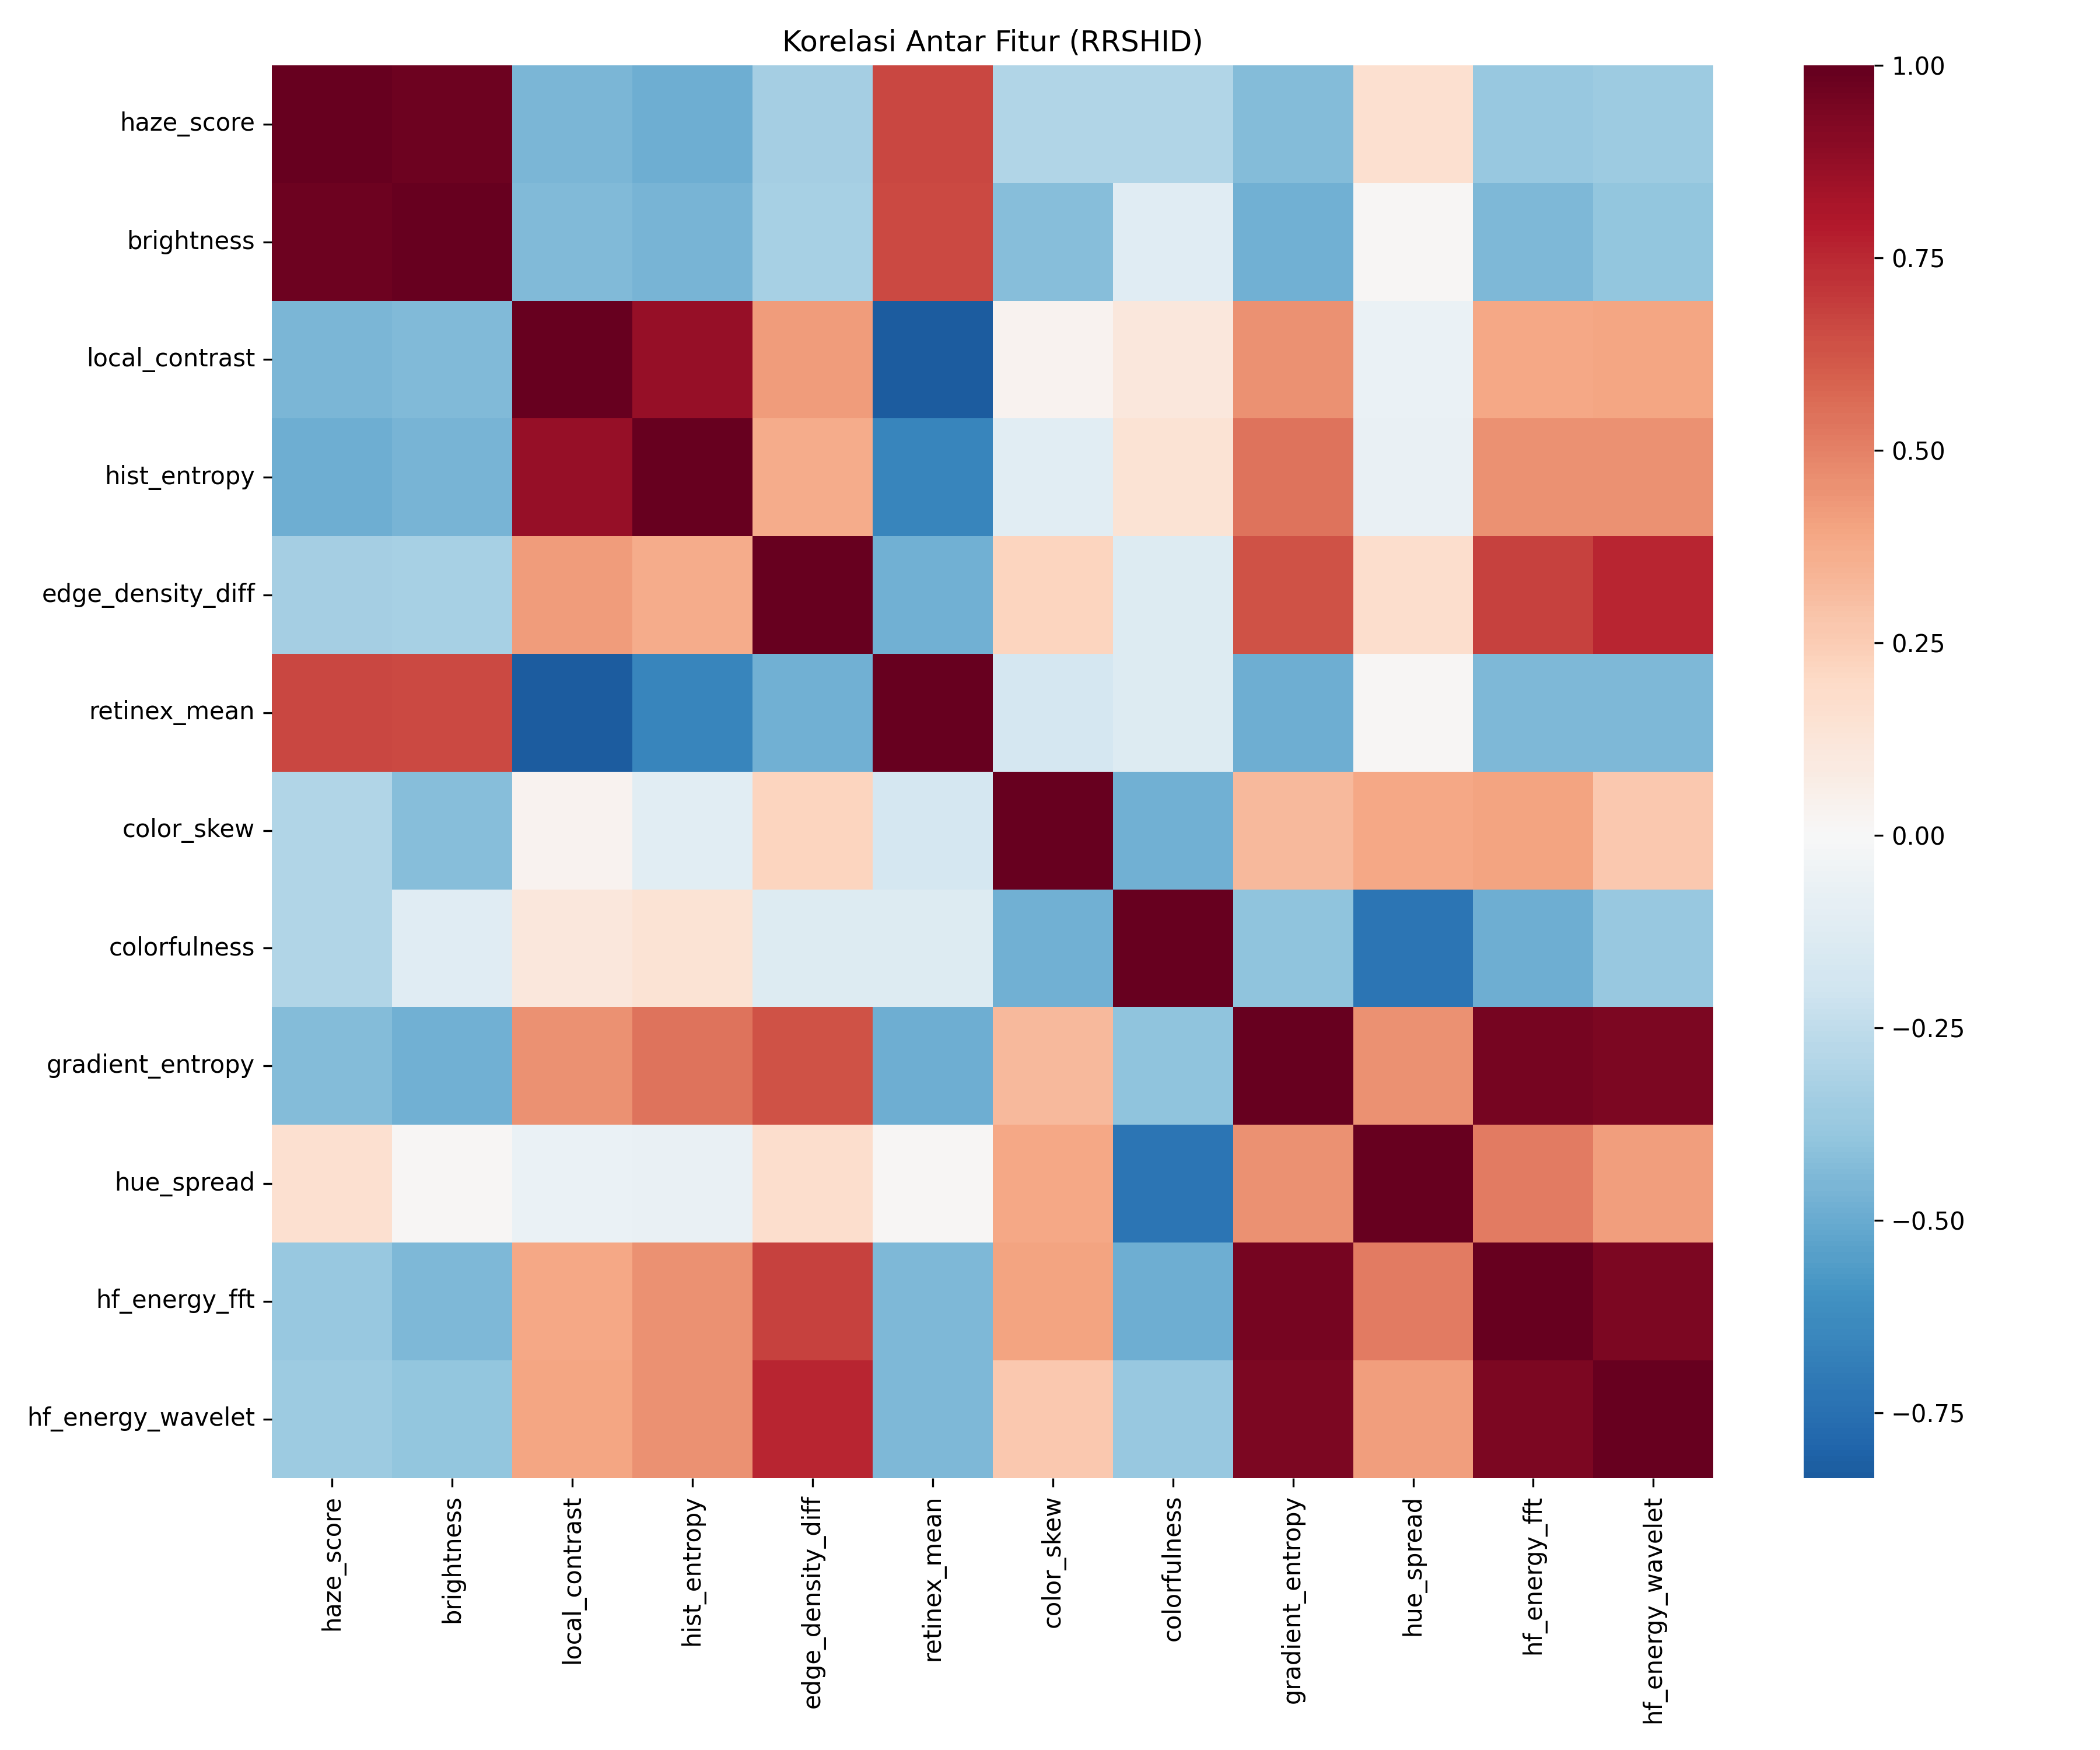 Korelasi Antar Fitur (RRSHID)
haze_score
brightness
local_contrast
hist_entropy
edge_density_diff
retinex_mean
color_skew
colorfulness
gradient_entropy
hue_spread
hf_energy_fft
hf_energy_wavelet
haze_score
brightness
local_contrast
hist_entropy
edge_density_diff
retinex_mean
color_skew
colorfulness
gradient_entropy
hue_spread
hf_energy_fft
hf_energy_wavelet
1.00
0.75
0.50
0.25
0.00
−0.25
−0.50
−0.75